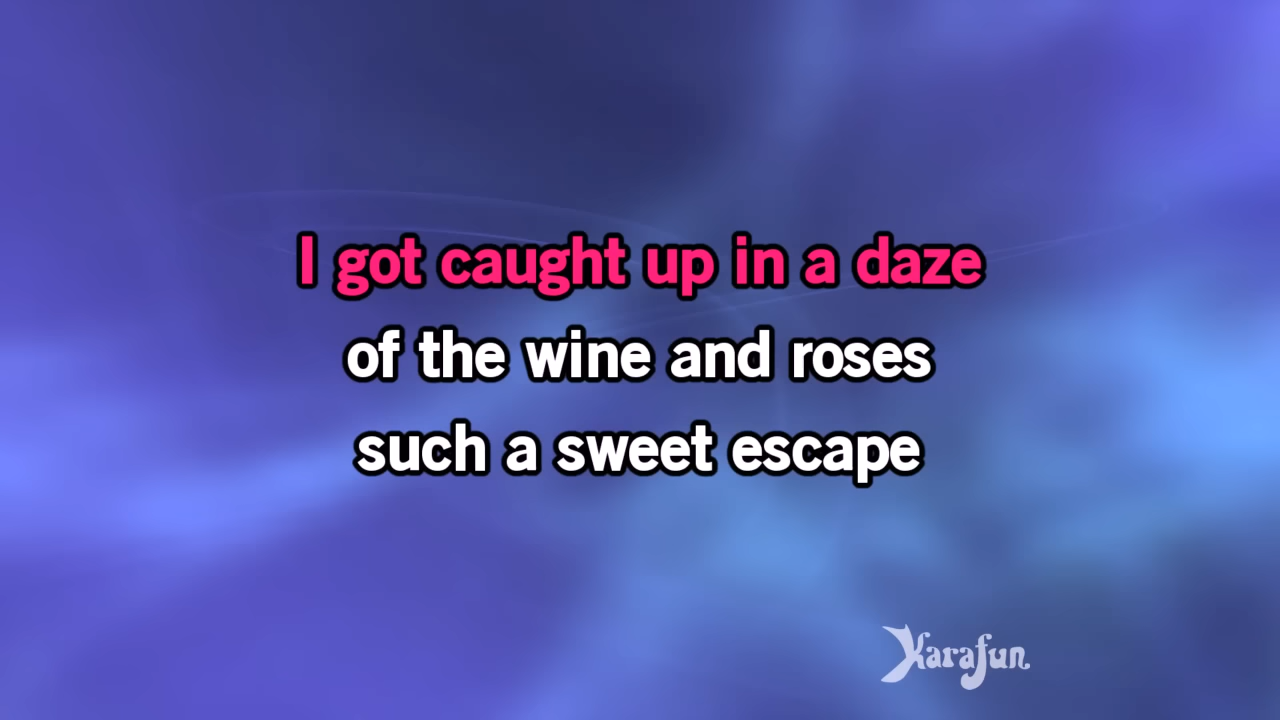 I got caught up in a daze
of the wine and roses
such a sweet escape
Karafun